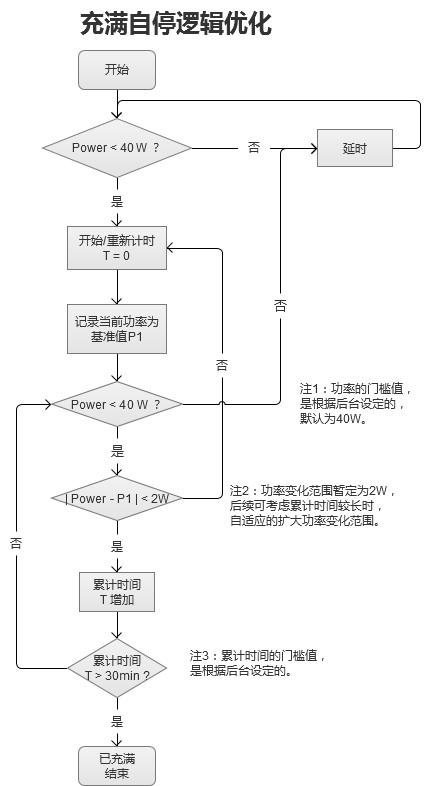 充满自停逻辑优化
开始
Power < 40 W ？
否
延时
是
开始/重新计时
T = 0
记录当前功率为
基准值P1
否
否
Power < 40 W ？
注1：功率的门槛值，
是根据后台设定的，
默认为40W。
是
| Power - P1 | < 2W
注2：功率变化范围暂定为2W，
后续可考虑累计时间较长时，
自适应的扩大功率变化范围。
否
是
累计时间
T 增加
累计时间
T > 30min ?
注3：累计时间的门槛值，
是根据后台设定的。
是
已充满
结束